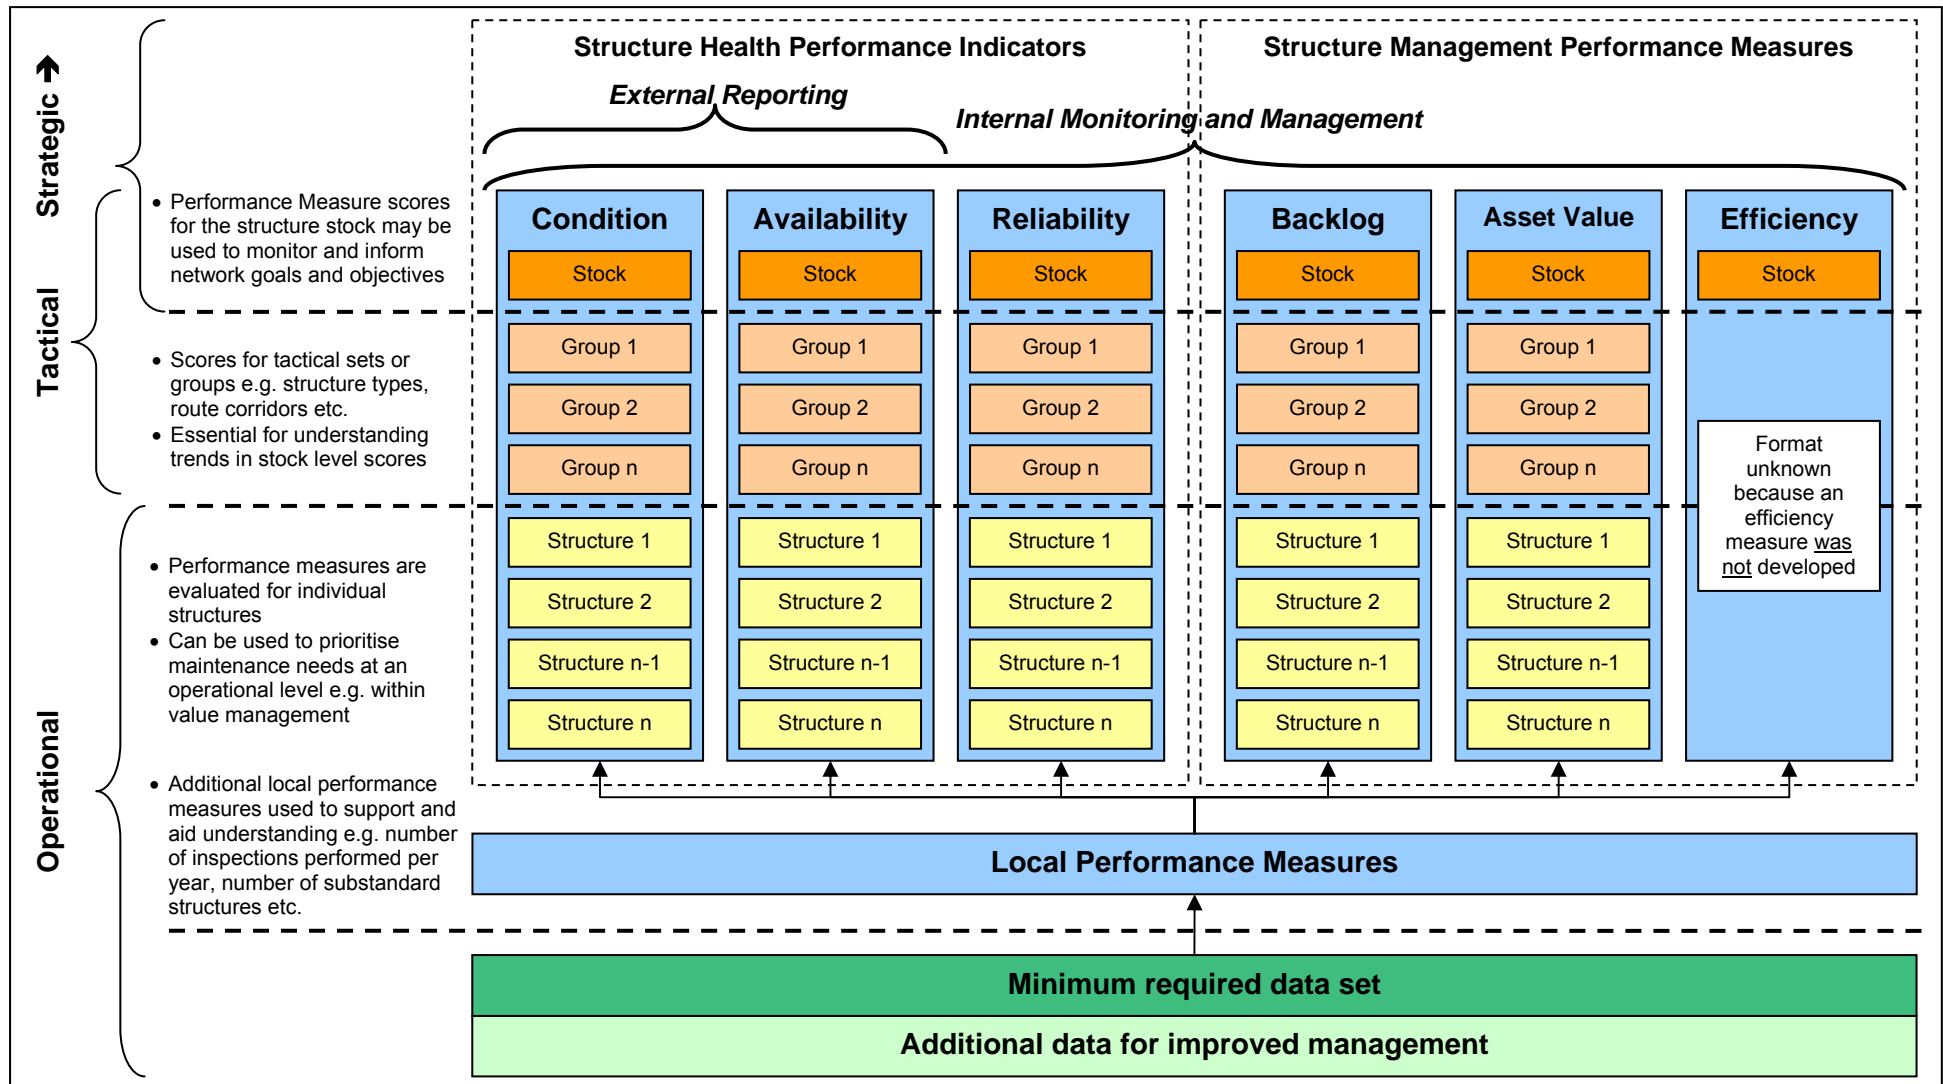 Structure Health Performance Indicators
Structure Management Performance Measures
External Reporting
Internal Monitoring and Management
Strategic →
Tactical
Operational
• Performance Measure scores
for the structure stock may be
used to monitor and inform
network goals and objectives
• Scores for tactical sets or
groups e.g. structure types,
route corridors etc.
• Essential for understanding
trends in stock level scores
• Performance measures are
evaluated for individual
structures
• Can be used to prioritise
maintenance needs at an
operational level e.g. within
value management
• Additional local performance
measures used to support and
aid understanding e.g. number
of inspections performed per
year, number of substandard
structures etc.
Condition
Stock
Group 1
Group 2
Group n
Structure 1
Structure 2
Structure n-1
Structure n
Availability
Stock
Group 1
Group 2
Group n
Structure 1
Structure 2
Structure n-1
Structure n
Reliability
Stock
Group 1
Group 2
Group n
Structure 1
Structure 2
Structure n-1
Structure n
Backlog
Stock
Group 1
Group 2
Group n
Structure 1
Structure 2
Structure n-1
Structure n
Asset Value
Stock
Group 1
Group 2
Group n
Structure 1
Structure 2
Structure n-1
Structure n
Efficiency
Stock
Format
unknown
because an
efficiency
measure was
not developed
Local Performance Measures
Minimum required data set
Additional data for improved management